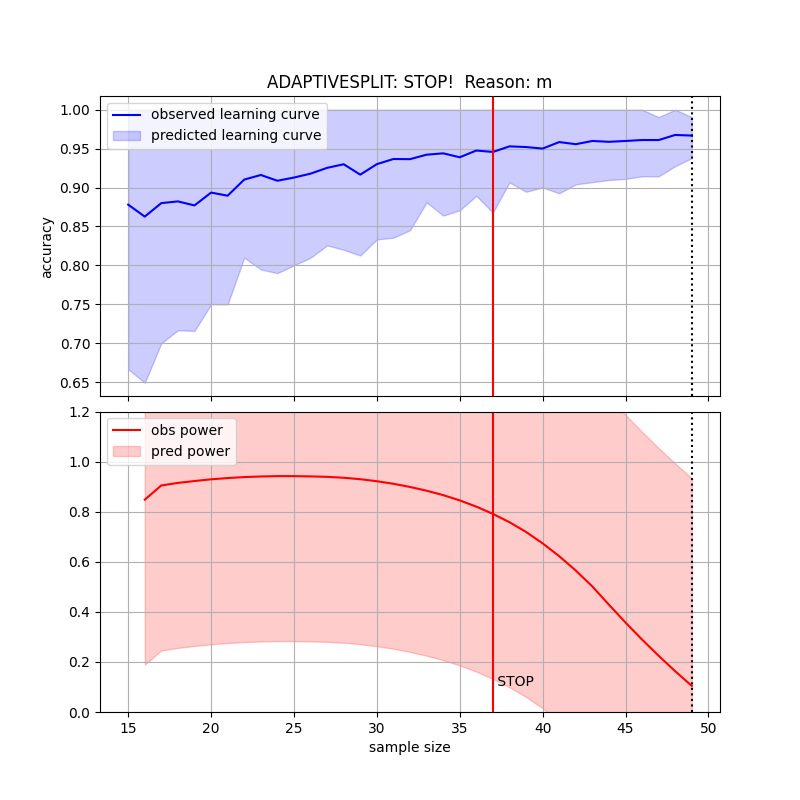 ADAPTIVESPLIT: STOP!  Reason: m
observed learning curve
predicted learning curve
accuracy
1.00
0.95
0.90
0.85
0.80
0.75
0.70
0.65
obs power
pred power
1.2
1.0
0.8
0.6
0.4
0.2
0.0
STOP
15 20 25 30 35 40 45 50
sample size